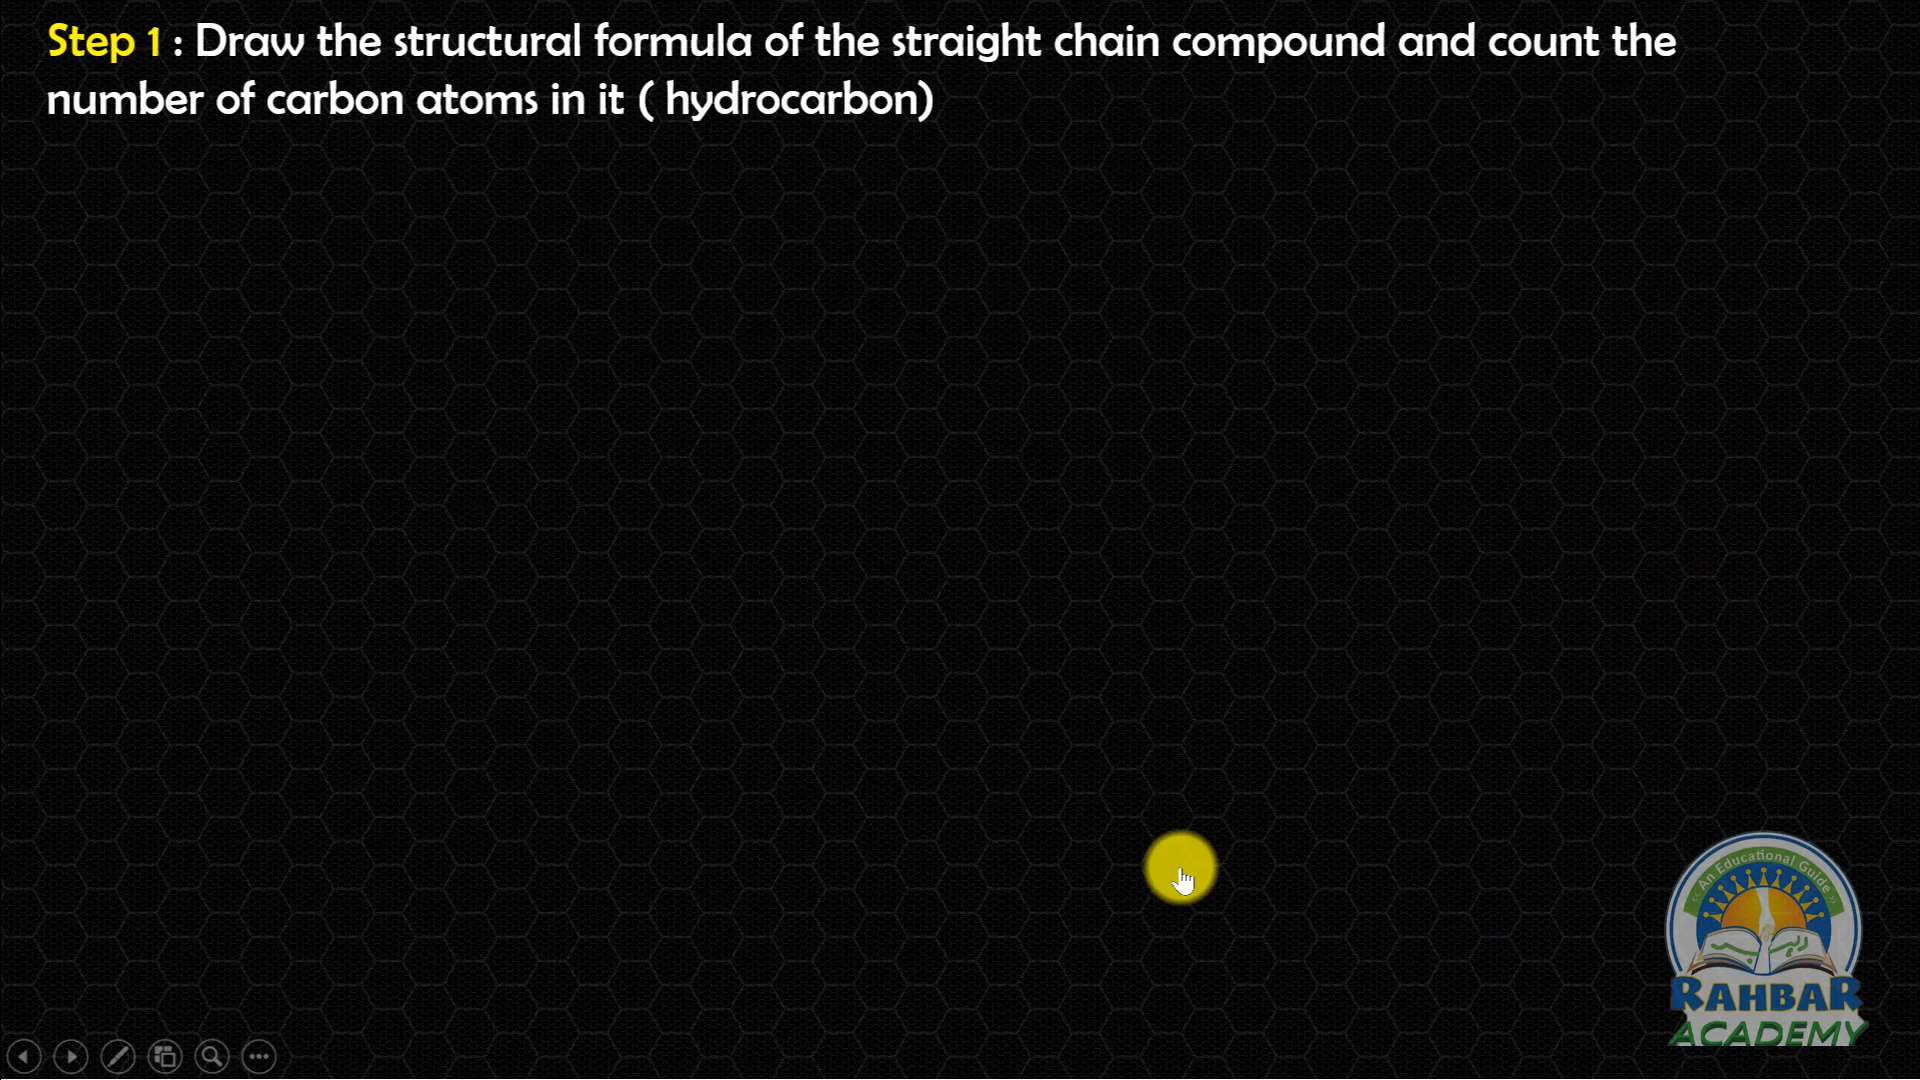 Step 1 : Draw the structural formula of the straight chain compound and count the
number of carbon atoms in it ( hydrocarbon)
An Educational Guide
RAHBAR
ACADEMY